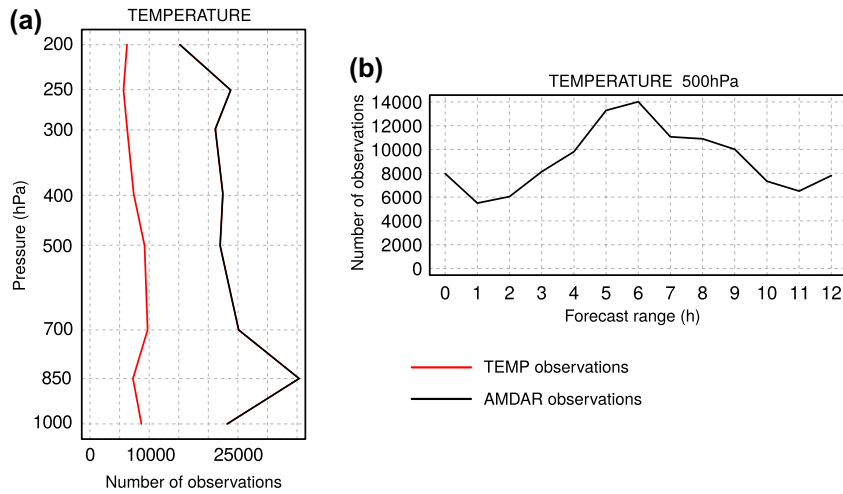 (a)
TEMPERATURE
200
250
300
400
500
700
850
1000
Pressure (hPa)
0 10000 25000
Number of observations
(b)
TEMPERATURE 500hPa
14000
12000
10000
8000
6000
4000
2000
0
Number of observations
0 1 2 3 4 5 6 7 8 9 10 11 12
Forecast range (h)
TEMP observations
AMDAR observations